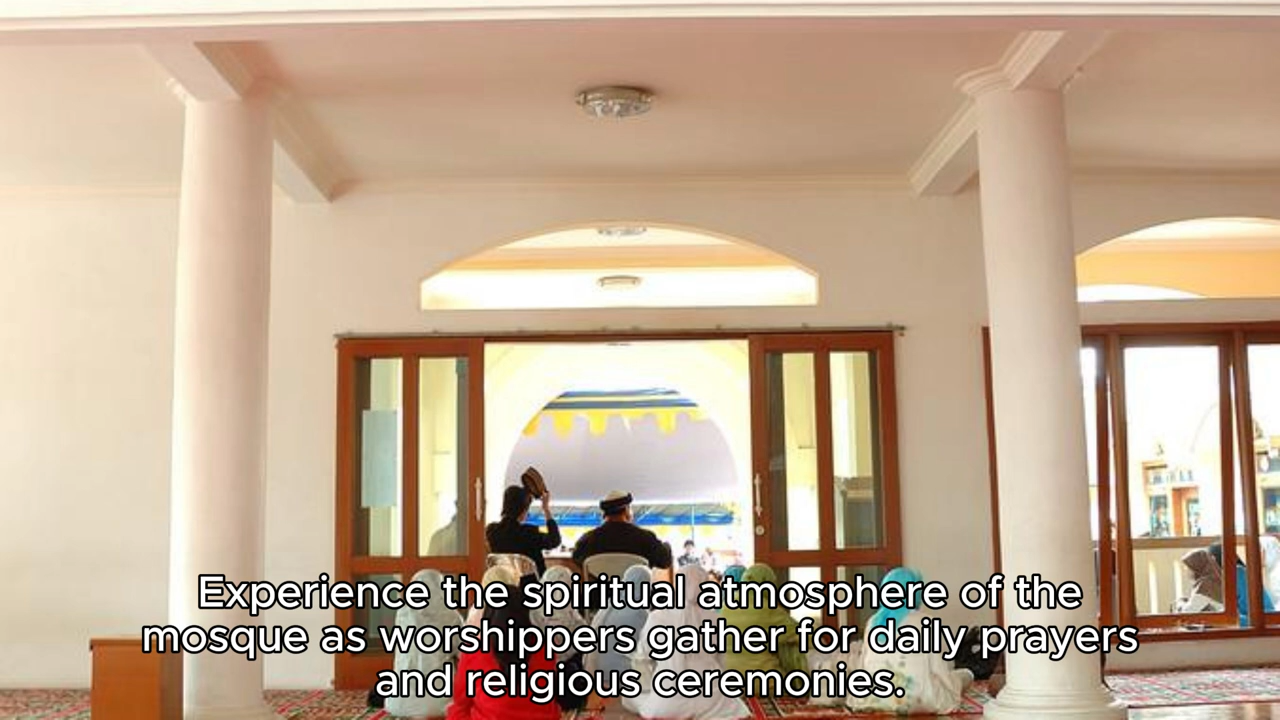 Experience the spiritual atmosphere of the
mosque as worshippers gather for daily prayers
and religious ceremonies.